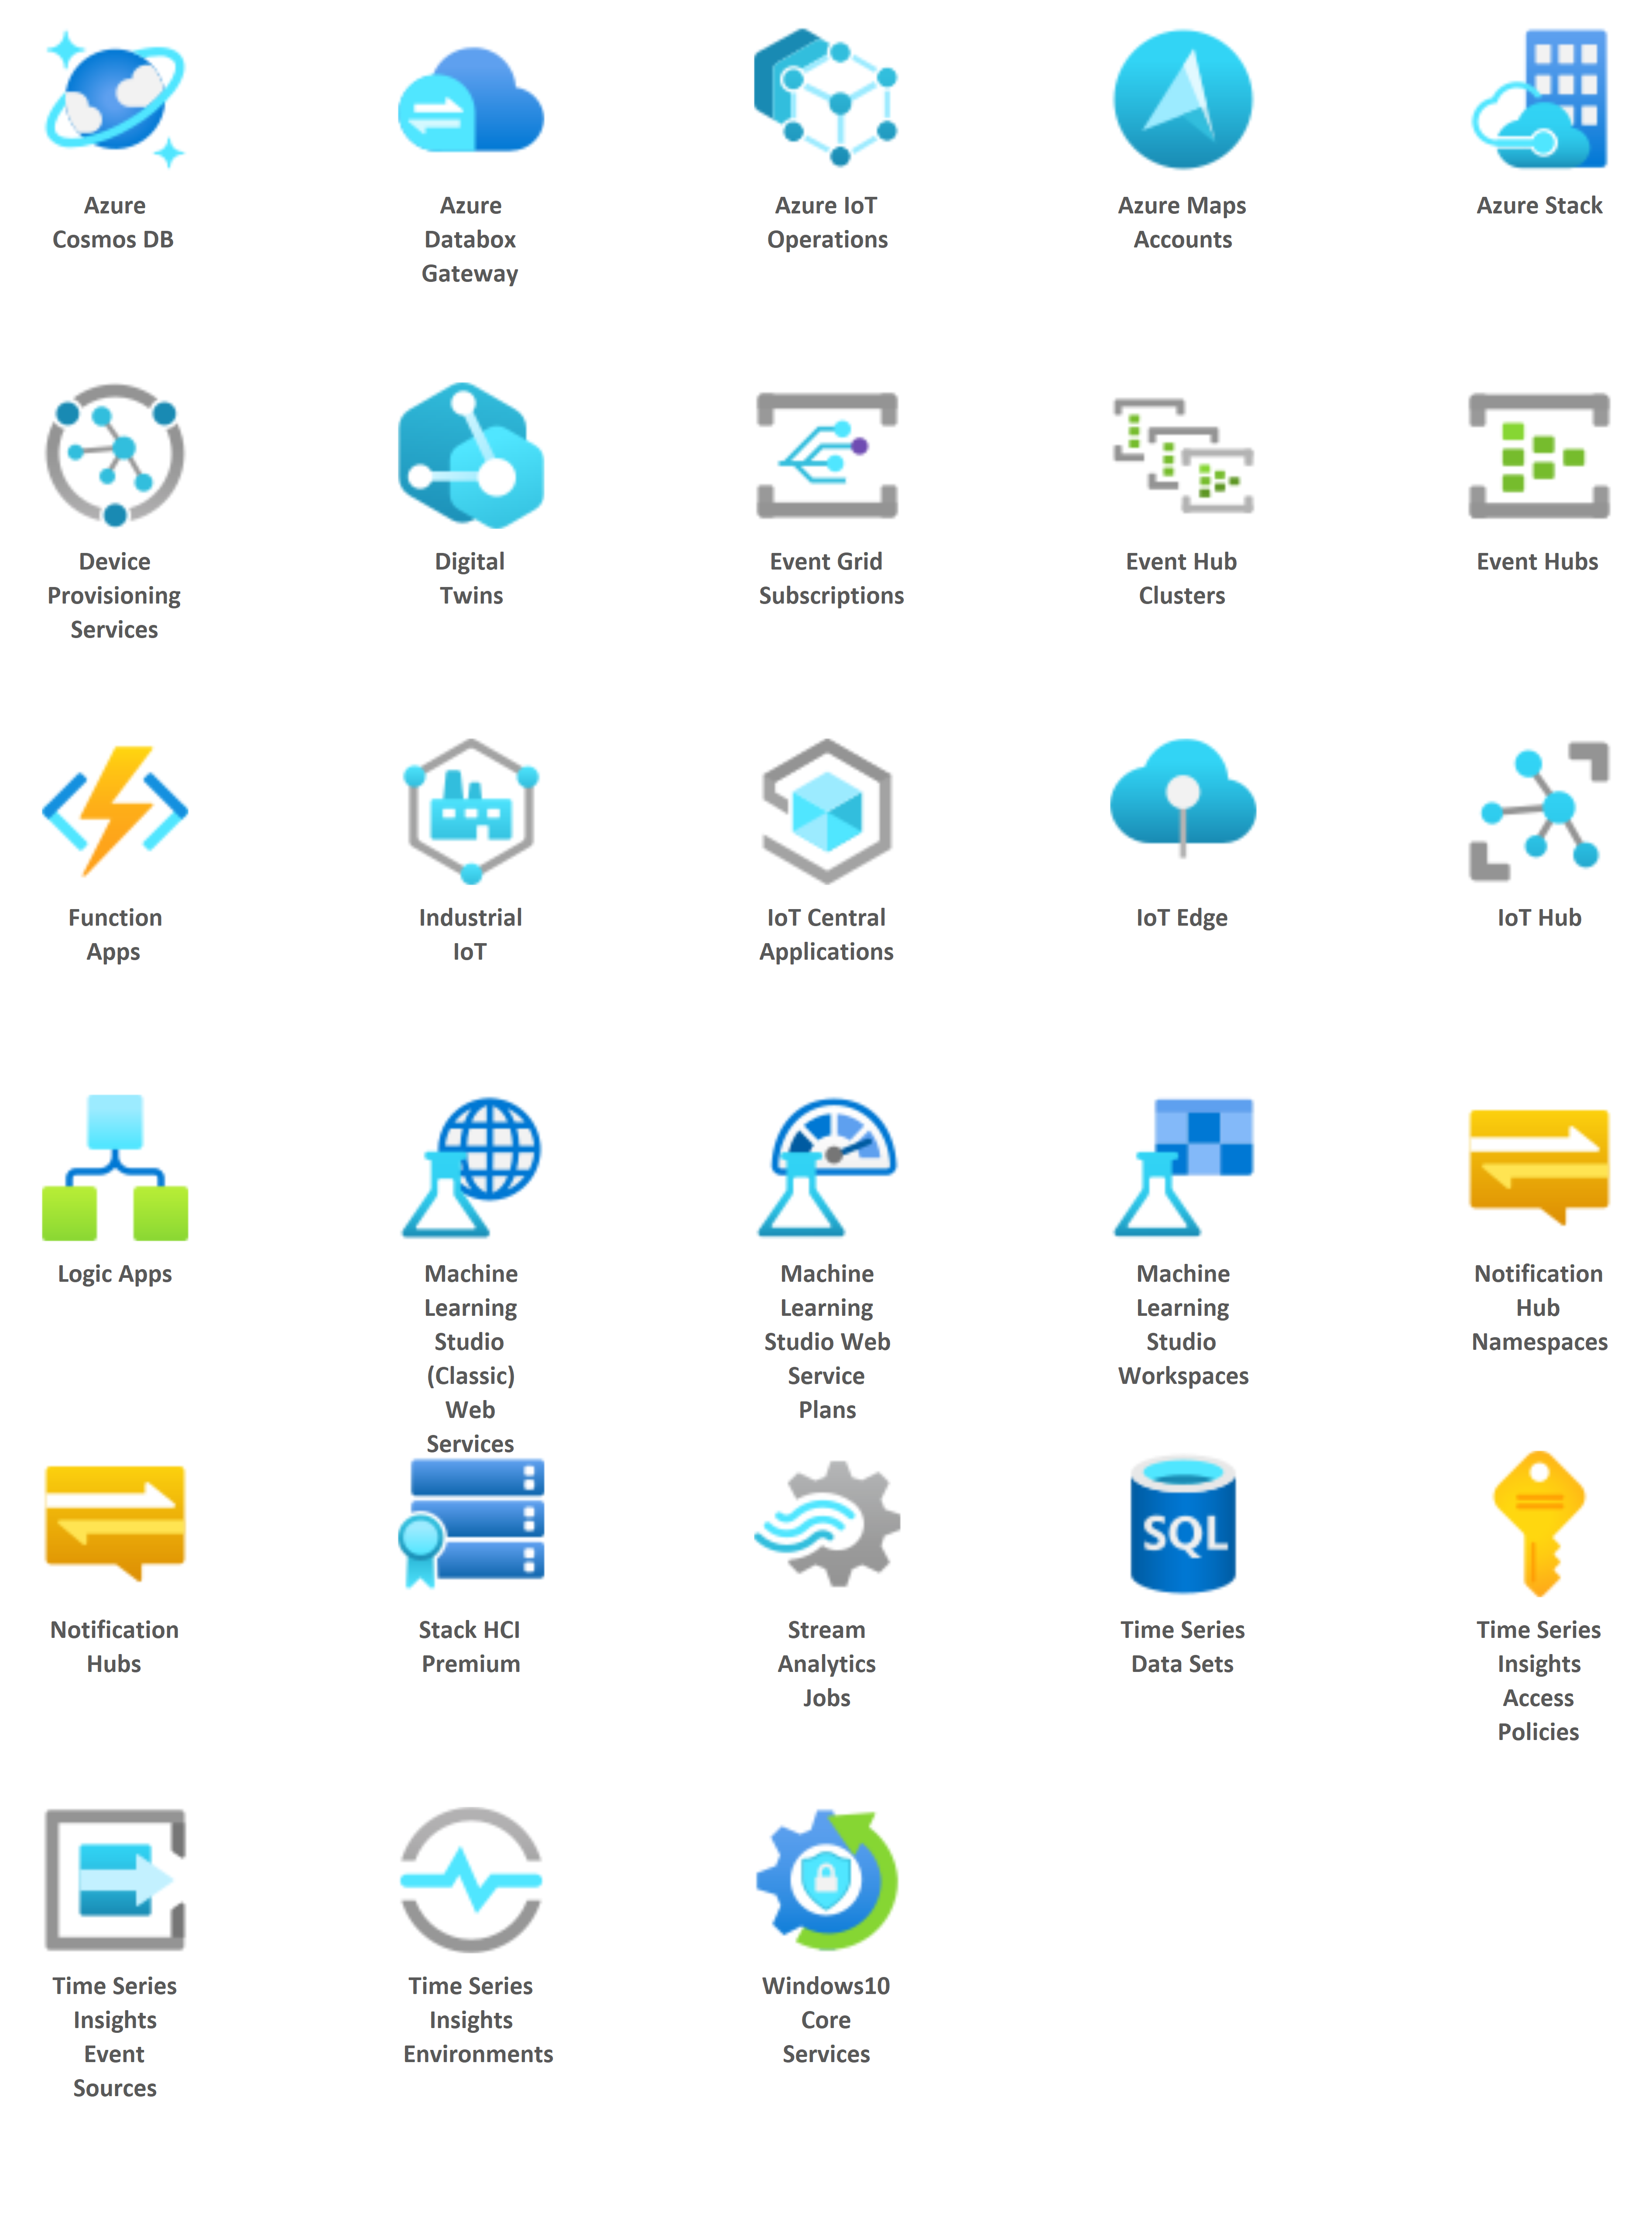 Azure
Cosmos DB
Azure
Databox
Gateway
Azure IoT
Operations
Azure Maps
Accounts
Azure Stack
Device
Provisioning
Services
Digital
Twins
Event Grid
Subscriptions
Event Hub
Clusters
Event Hubs
Function
Apps
Industrial
IoT
IoT Central
Applications
IoT Edge
IoT Hub
Logic Apps
Machine
Learning
Studio
(Classic)
Web
Services
Machine
Learning
Studio Web
Service
Plans
Machine
Learning
Studio
Workspaces
Notification
Hub
Namespaces
Notification
Hubs
Stack HCI
Premium
Stream
Analytics
Jobs
SQL
Time Series
Data Sets
Time Series
Insights
Access
Policies
Time Series
Insights
Event
Sources
Time Series
Insights
Environments
Windows10
Core
Services